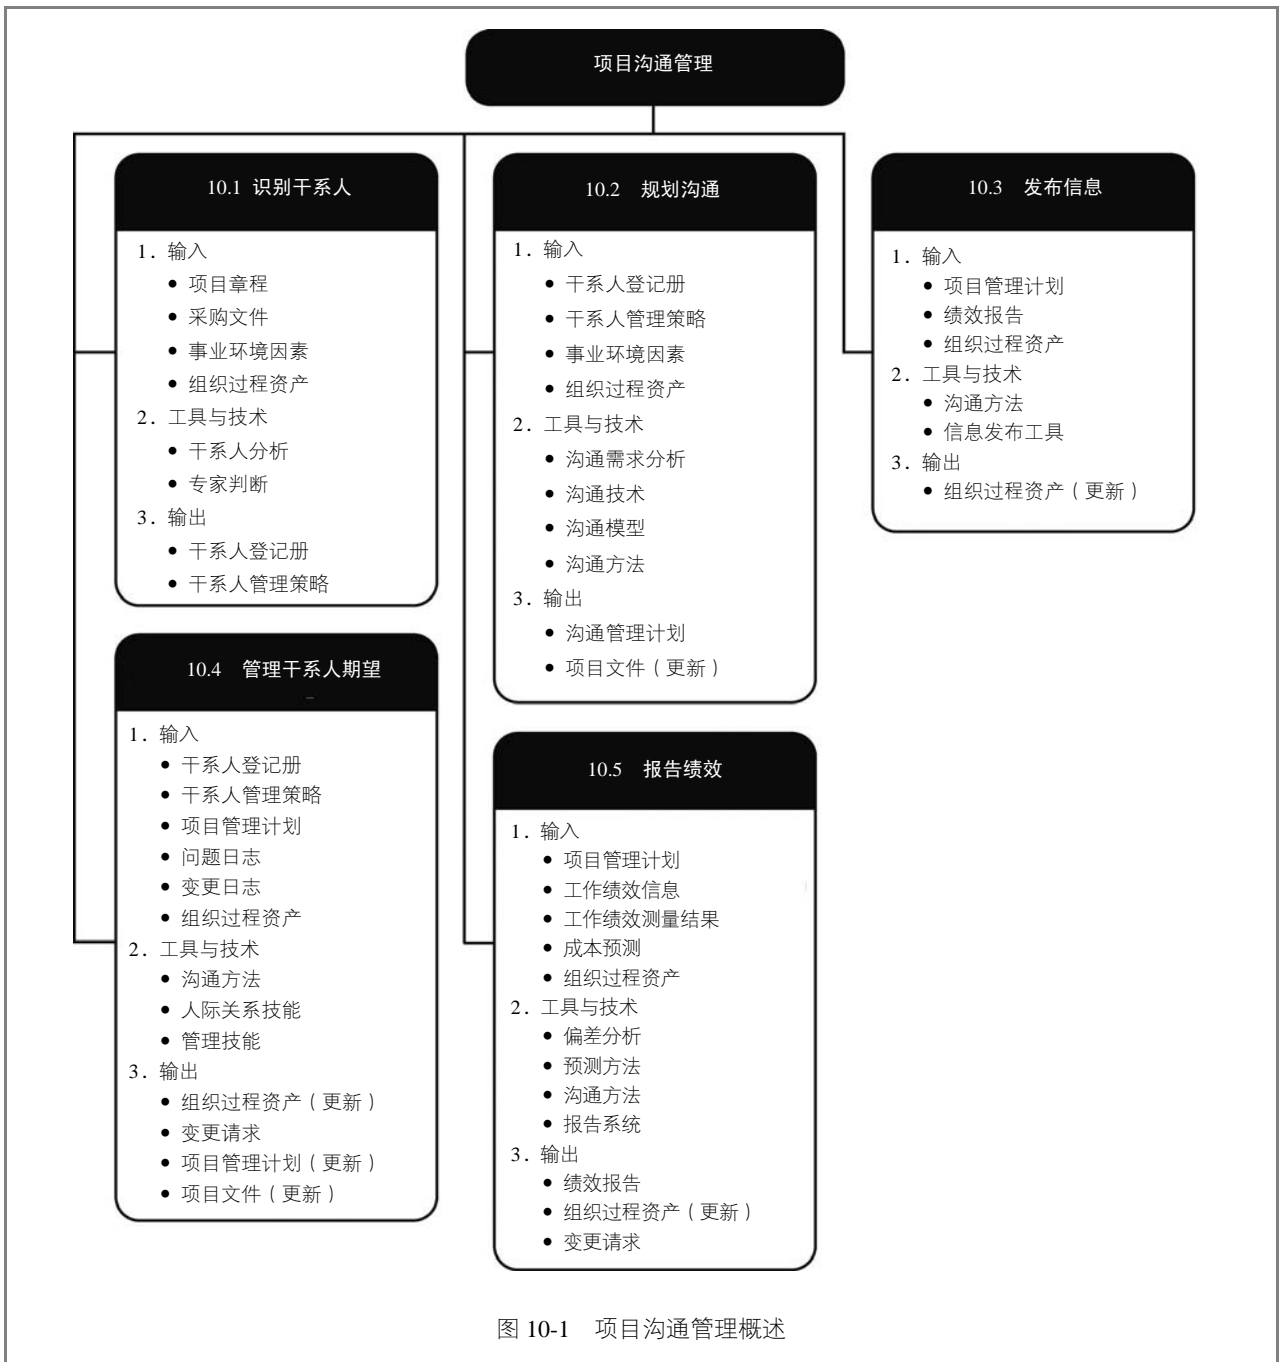 项目沟通管理
10.1 识别干系人
1. 输入
• 项目章程
• 采购文件
• 事业环境因素
• 组织过程资产
2. 工具与技术
• 干系人分析
• 专家判断
3. 输出
• 干系人登记册
• 干系人管理策略
10.2 规划沟通
1. 输入
• 干系人登记册
• 干系人管理策略
• 事业环境因素
• 组织过程资产
2. 工具与技术
• 沟通需求分析
• 沟通技术
• 沟通模型
• 沟通方法
3. 输出
• 沟通管理计划
• 项目文件（更新）
10.3 发布信息
1. 输入
• 项目管理计划
• 绩效报告
• 组织过程资产
2. 工具与技术
• 沟通方法
• 信息发布工具
3. 输出
• 组织过程资产（更新）
10.4 管理干系人期望
1. 输入
• 干系人登记册
• 干系人管理策略
• 项目管理计划
• 问题日志
• 变更日志
• 组织过程资产
2. 工具与技术
• 沟通方法
• 人际关系技能
• 管理技能
3. 输出
• 组织过程资产（更新）
• 变更请求
• 项目管理计划（更新）
• 项目文件（更新）
10.5 报告绩效
1. 输入
• 项目管理计划
• 工作绩效信息
• 工作绩效测量结果
• 成本预测
• 组织过程资产
2. 工具与技术
• 偏差分析
• 预测方法
• 沟通方法
• 报告系统
3. 输出
• 绩效报告
• 组织过程资产（更新）
• 变更请求
图 10-1 项目沟通管理概述